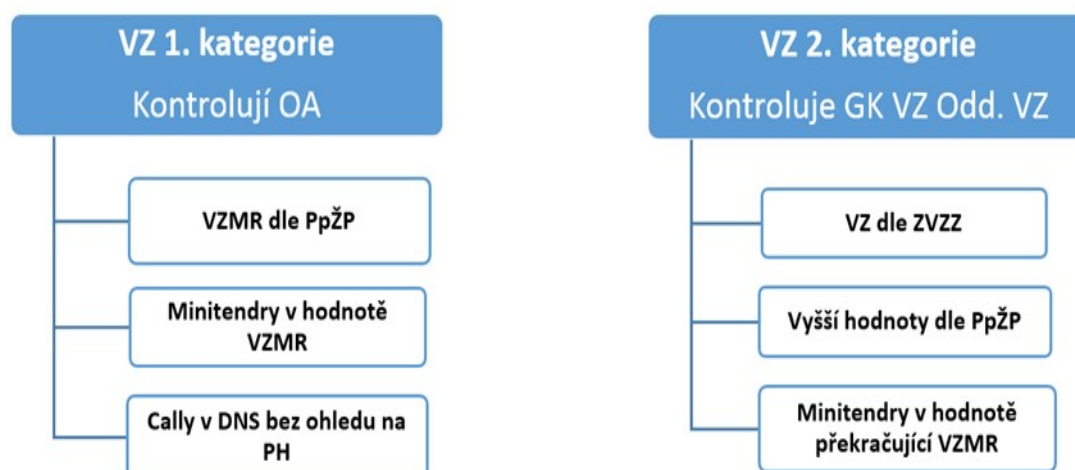 VZ 1. kategorie
Kontrolují OA
VZMR dle PpŽP
Minitendry v hodnotě
VZMR
Cally v DNS bez ohledu na
PH
VZ 2. kategorie
Kontroluje GK VZ Odd. VZ
VZ dle ZVZZ
Vyšší hodnoty dle PpŽP
Minitendry v hodnotě
překračující VZMR